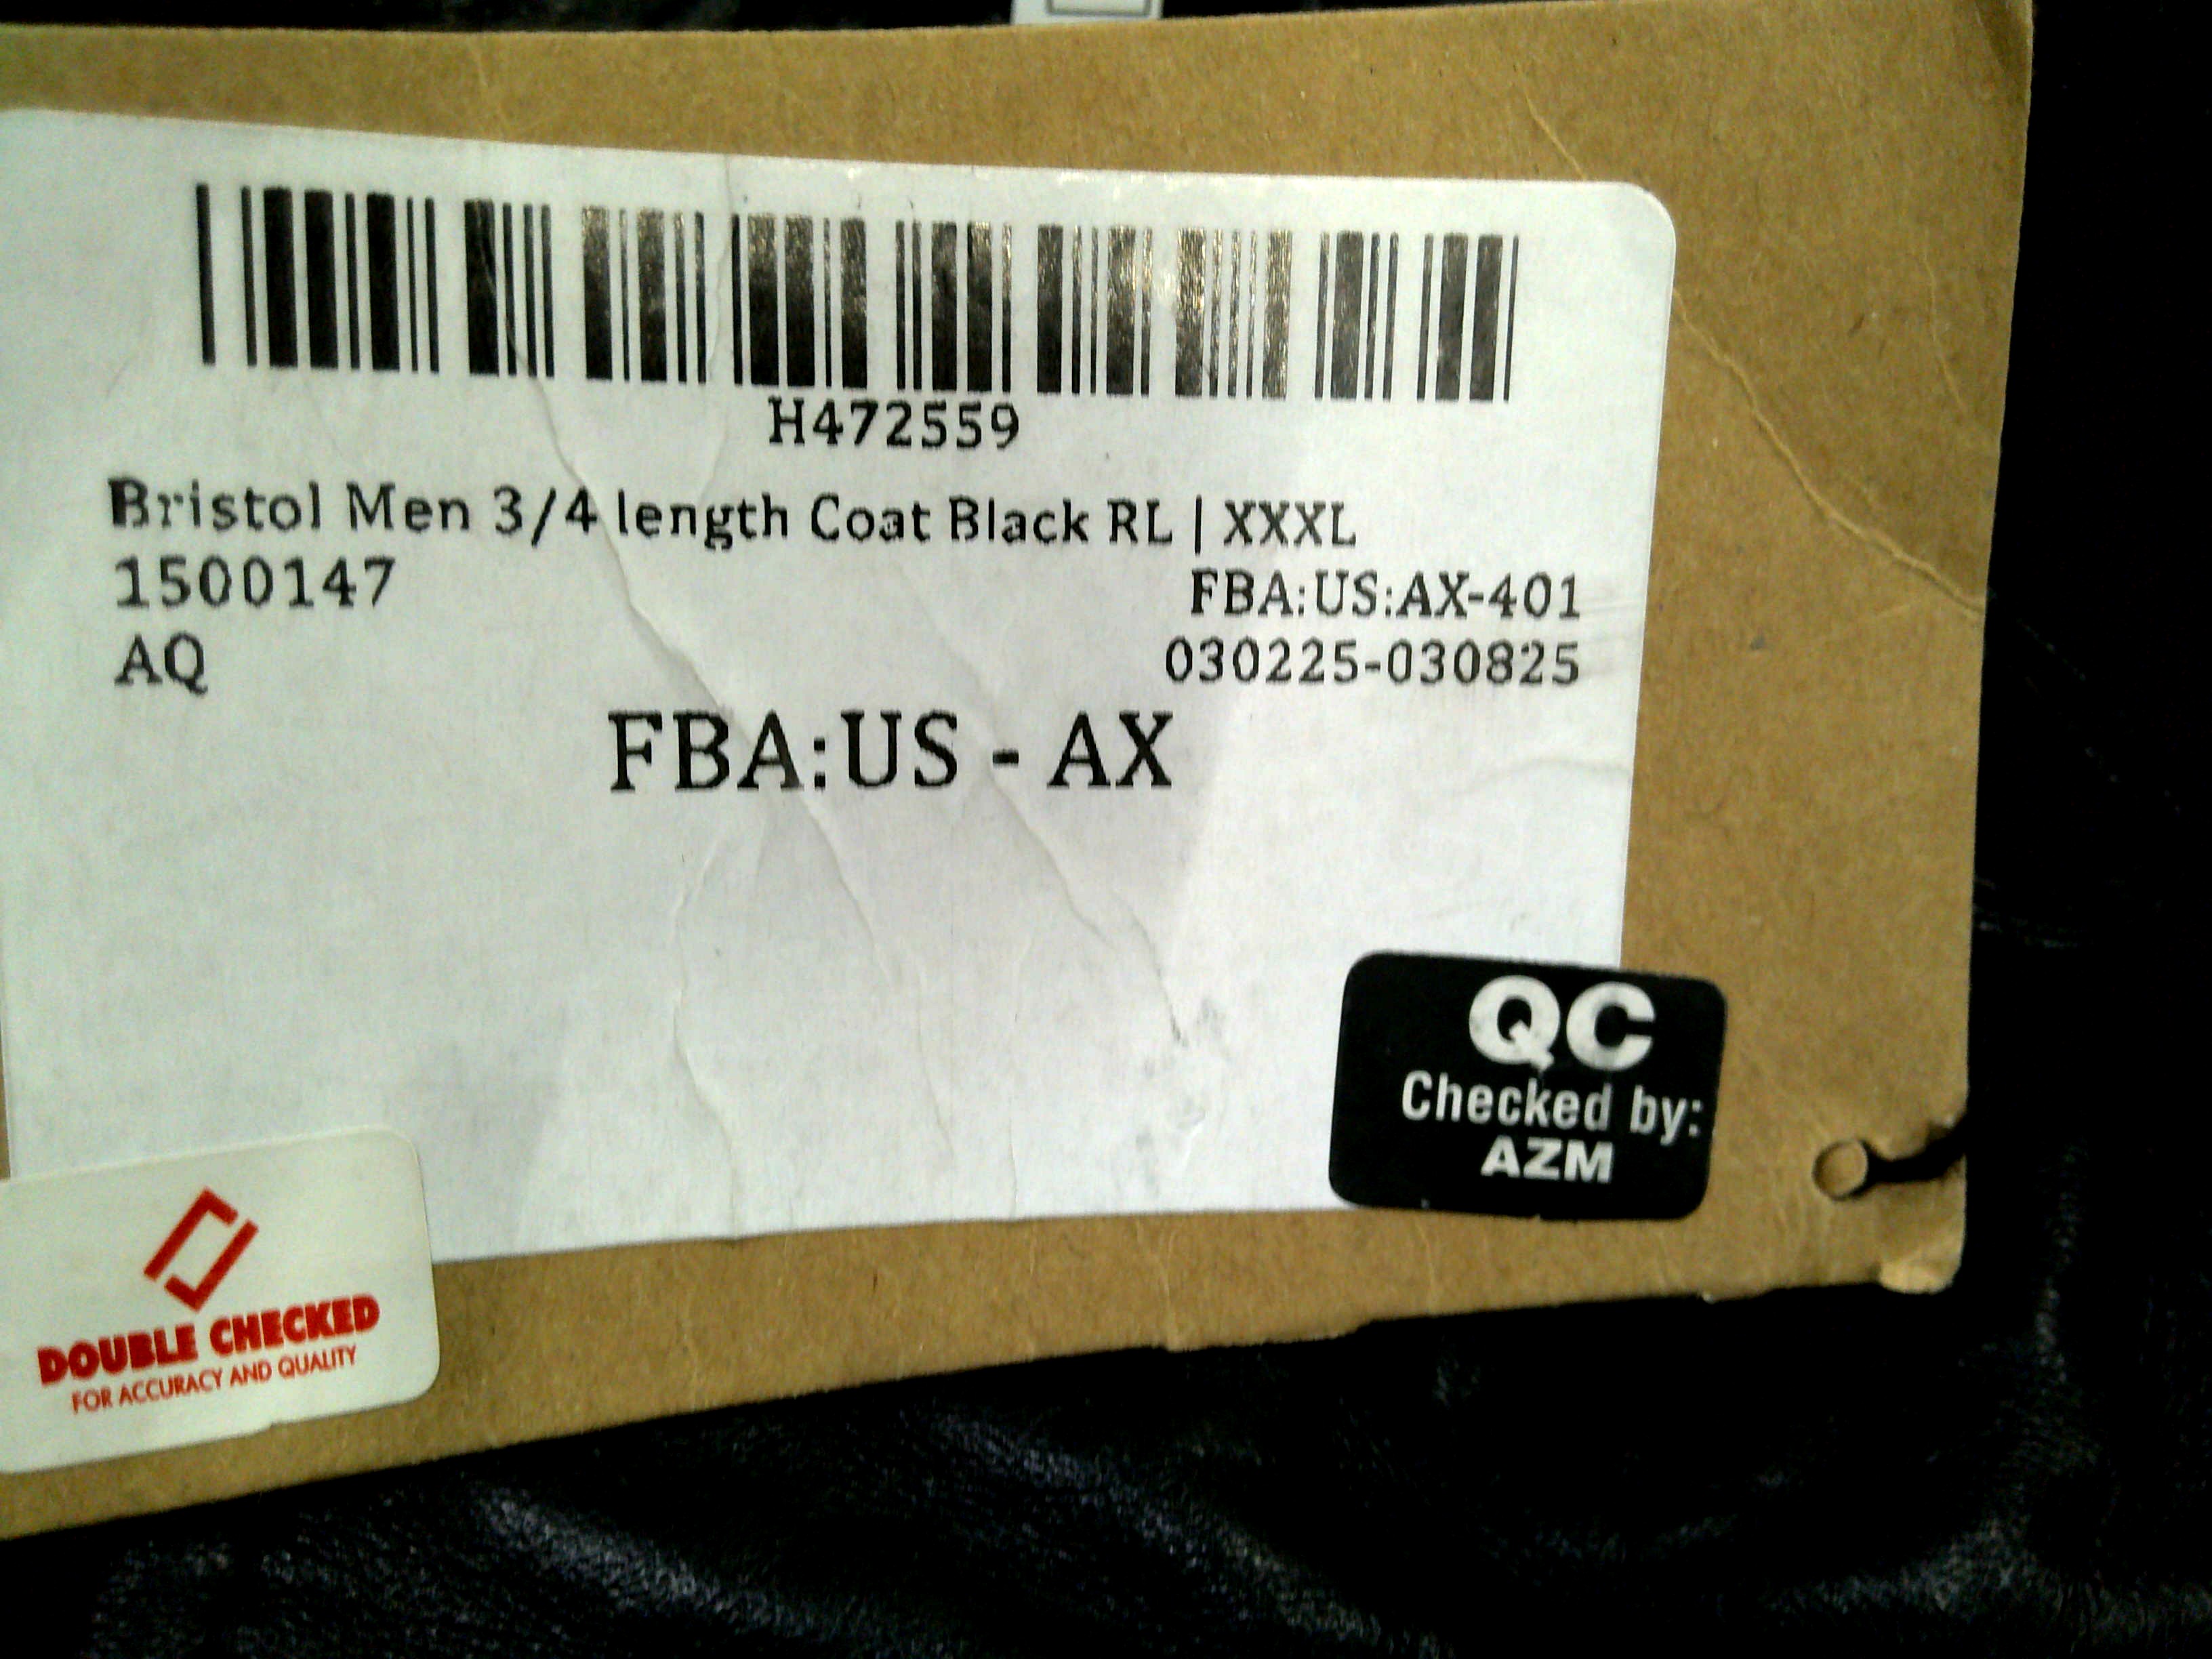 H472559
Bristol Men 3/4 length Coat Black RL | XXXL
1500147
FBA:US:AX-401
AQ
030225-030825
FBA:US - AX
QC
Checked by:
AZM
DOUBLE CHECKED
FOR ACCURACY AND QUALITY